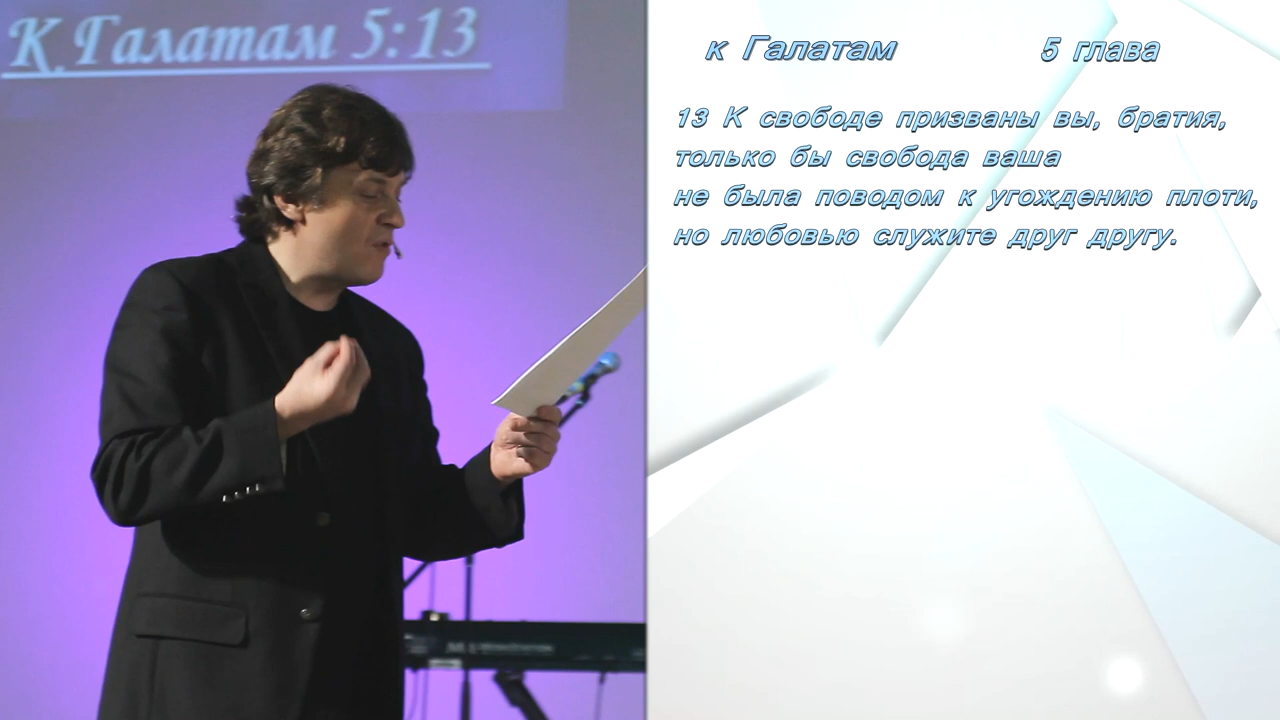 К Галатам 5:13
к Галатам 5 глава
13 К свободе призваны вы, братия,
только бы свобода ваша
не была поводом к угождению плоти,
но любовью служите друг другу.